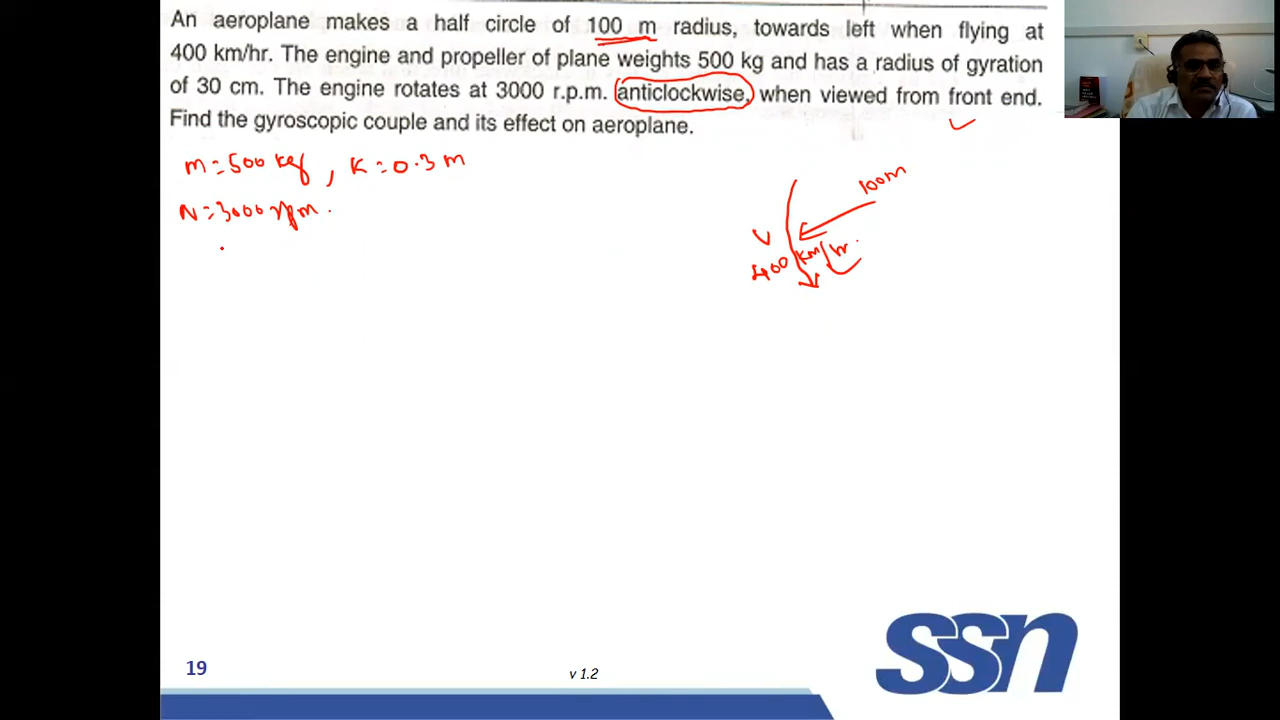 An aeroplane makes a half circle of 100 m radius, towards left when flying at
400 km/hr. The engine and propeller of plane weights 500 kg and has a radius of gyration
of 30 cm. The engine rotates at 3000 r.p.m. anticlockwise, when viewed from front end.
Find the gyroscopic couple and its effect on aeroplane.
m = 500 kg, K = 0.3 m
N = 3000 rpm.
100m
V
400 km/hr.
19
v 1.2
ssn